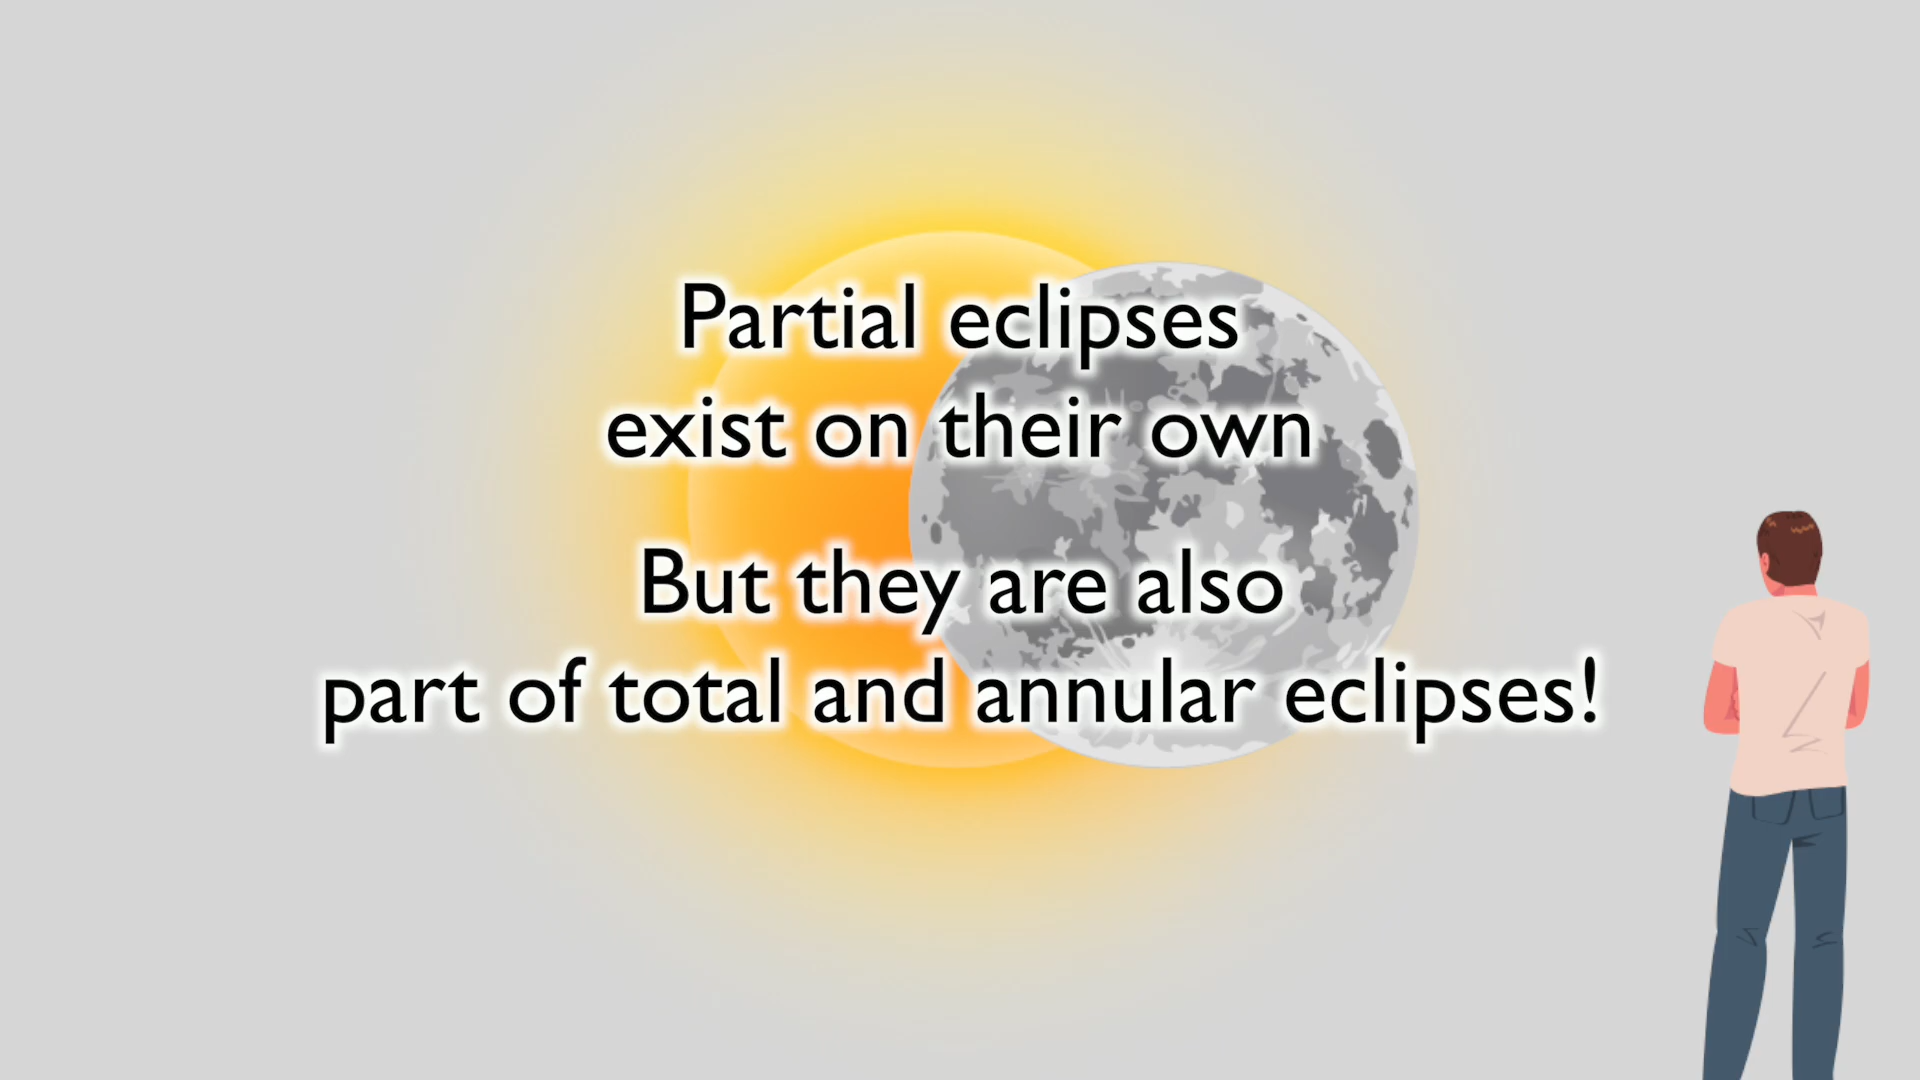 Partial eclipses
exist on their own
But they are also
part of total and annular eclipses!